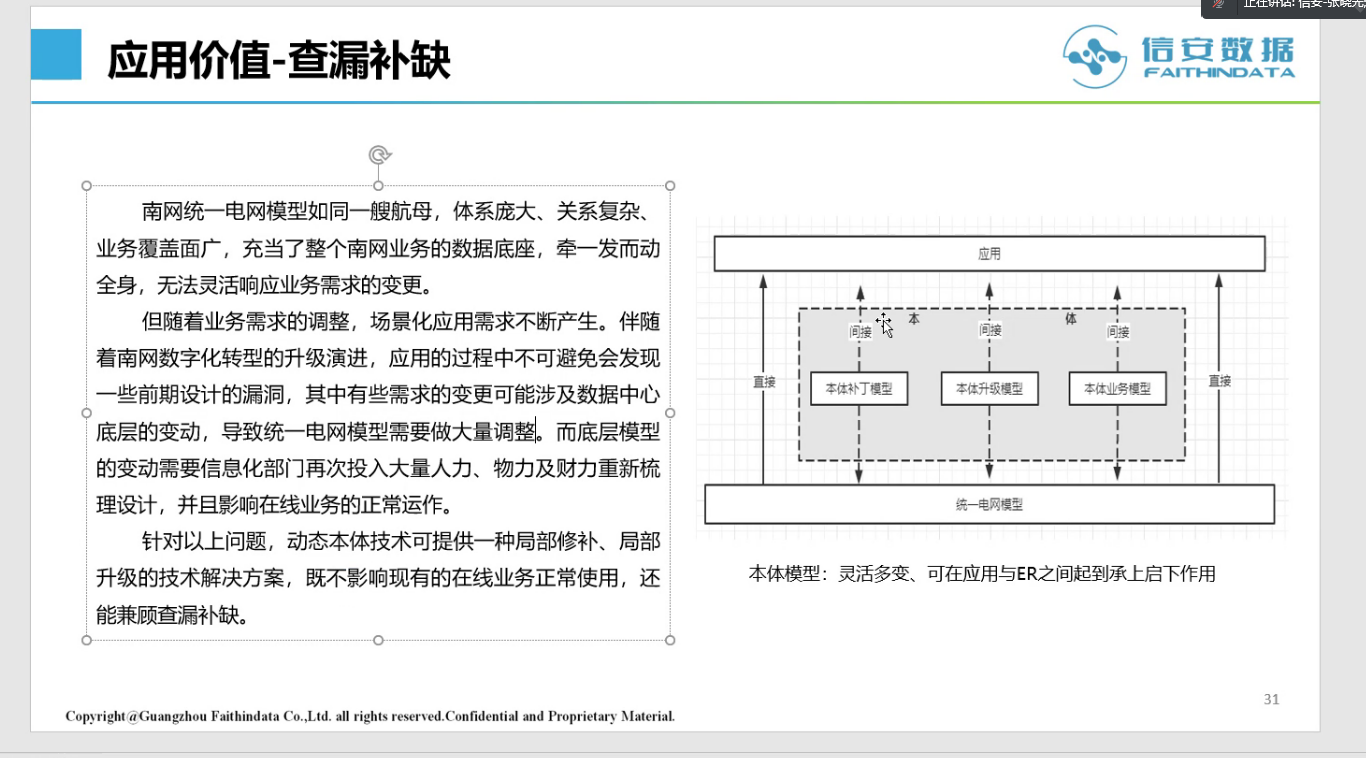 正在讲话: 信安-张晓光
应用价值-查漏补缺
信安数据
FAITHINDATA
南网统一电网模型如同一艘航母，体系庞大、关系复杂、
业务覆盖面广，充当了整个南网业务的数据底座，牵一发而动
全身，无法灵活响应业务需求的变更。
但随着业务需求的调整，场景化应用需求不断产生。伴随
着南网数字化转型的升级演进，应用的过程中不可避免会发现
一些前期设计的漏洞，其中有些需求的变更可能涉及数据中心
底层的变动，导致统一电网模型需要做大量调整。而底层模型
的变动需要信息化部门再次投入大量人力、物力及财力重新梳
理设计，并且影响在线业务的正常运作。
针对以上问题，动态本体技术可提供一种局部修补、局部
升级的技术解决方案，既不影响现有的在线业务正常使用，还
能兼顾查漏补缺。
应用
本 体
间接 间接 间接
直接 直接
本体补丁模型 本体升级模型 本体业务模型
统一电网模型
本体模型：灵活多变、可在应用与ER之间起到承上启下作用
31
Copyright@Guangzhou Faithindata Co.,Ltd. all rights reserved.Confidential and Proprietary Material.